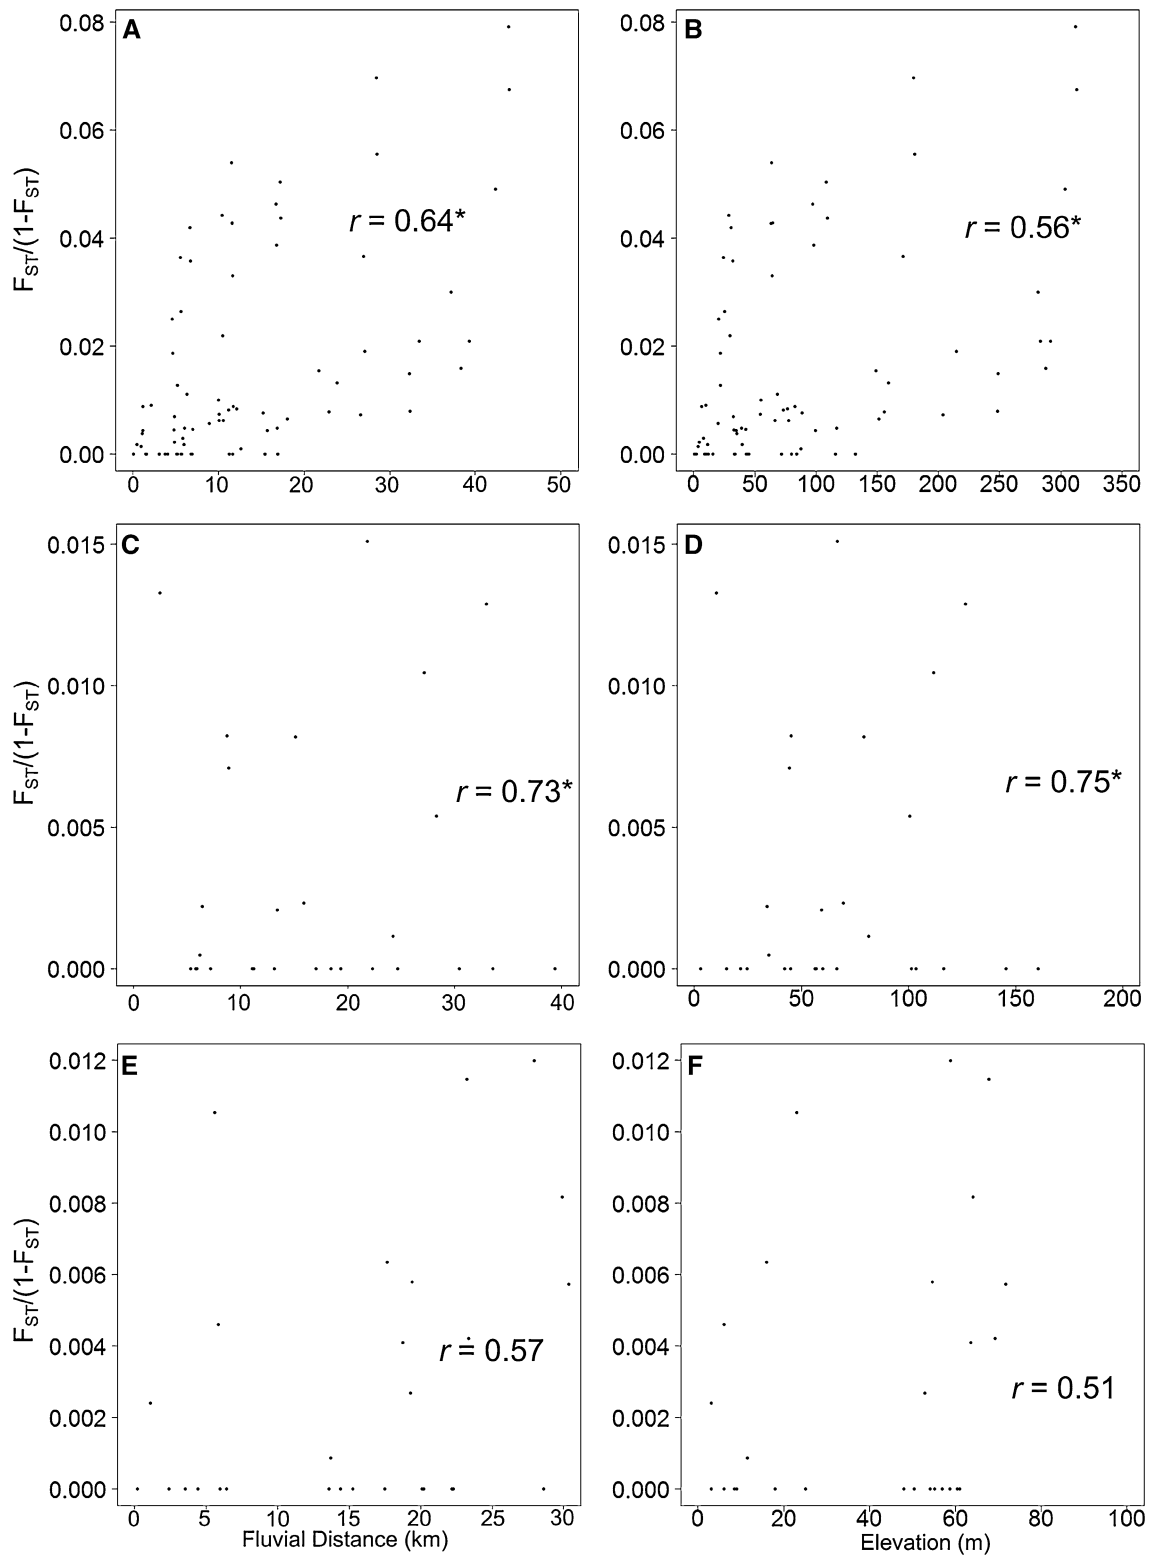 A
B
0.08
0.06
0.04
0.02
0.00
F_ST/(1-F_ST)
r = 0.64*
0 10 20 30 40 50
0.08
0.06
0.04
0.02
0.00
r = 0.56*
0 50 100 150 200 250 300 350
C
D
0.015
0.010
0.005
0.000
F_ST/(1-F_ST)
r = 0.73*
0 10 20 30 40
0.015
0.010
0.005
0.000
r = 0.75*
0 50 100 150 200
E
F
0.012
0.010
0.008
0.006
0.004
0.002
0.000
F_ST/(1-F_ST)
r = 0.57
0 5 10 15 20 25 30
Fluvial Distance (km)
0.012
0.010
0.008
0.006
0.004
0.002
0.000
r = 0.51
0 20 40 60 80 100
Elevation (m)